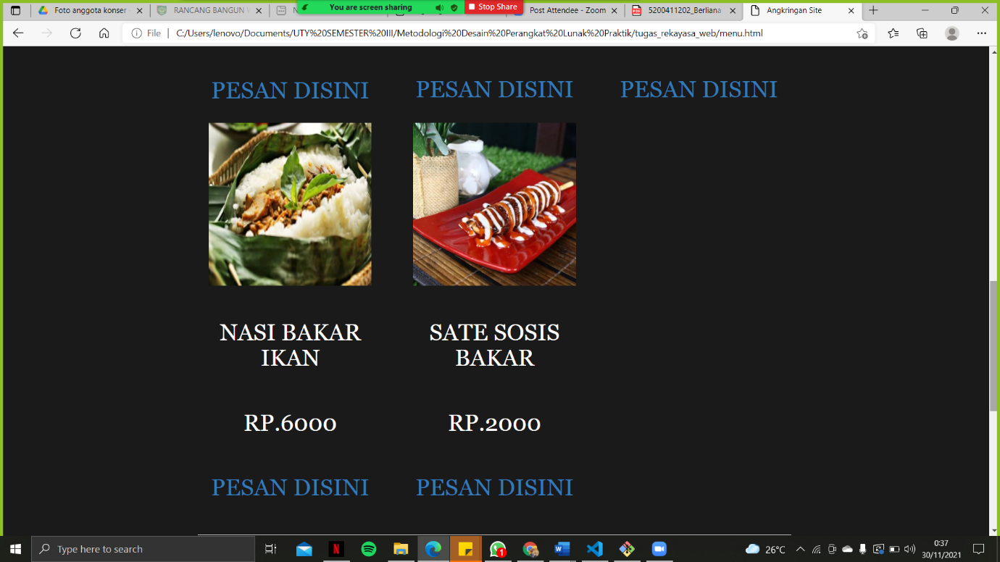 Foto anggota konser
RANCANG BANGUN
You are screen sharing
Stop Share
Post Attendee - Zoom
5200411202_Berliana
Angkringan Site
File
C:/Users/lenovo/Documents/UTY%20SEMESTER%20III/Metodologi%20Desain%20Perangkat%20Lunak%20Praktik/tugas_rekayasa_web/menu.html
PESAN DISINI
PESAN DISINI
PESAN DISINI
NASI BAKAR
IKAN
SATE SOSIS
BAKAR
RP.6000
RP.2000
PESAN DISINI
PESAN DISINI
Type here to search
1
26°C
0:37
30/11/2021